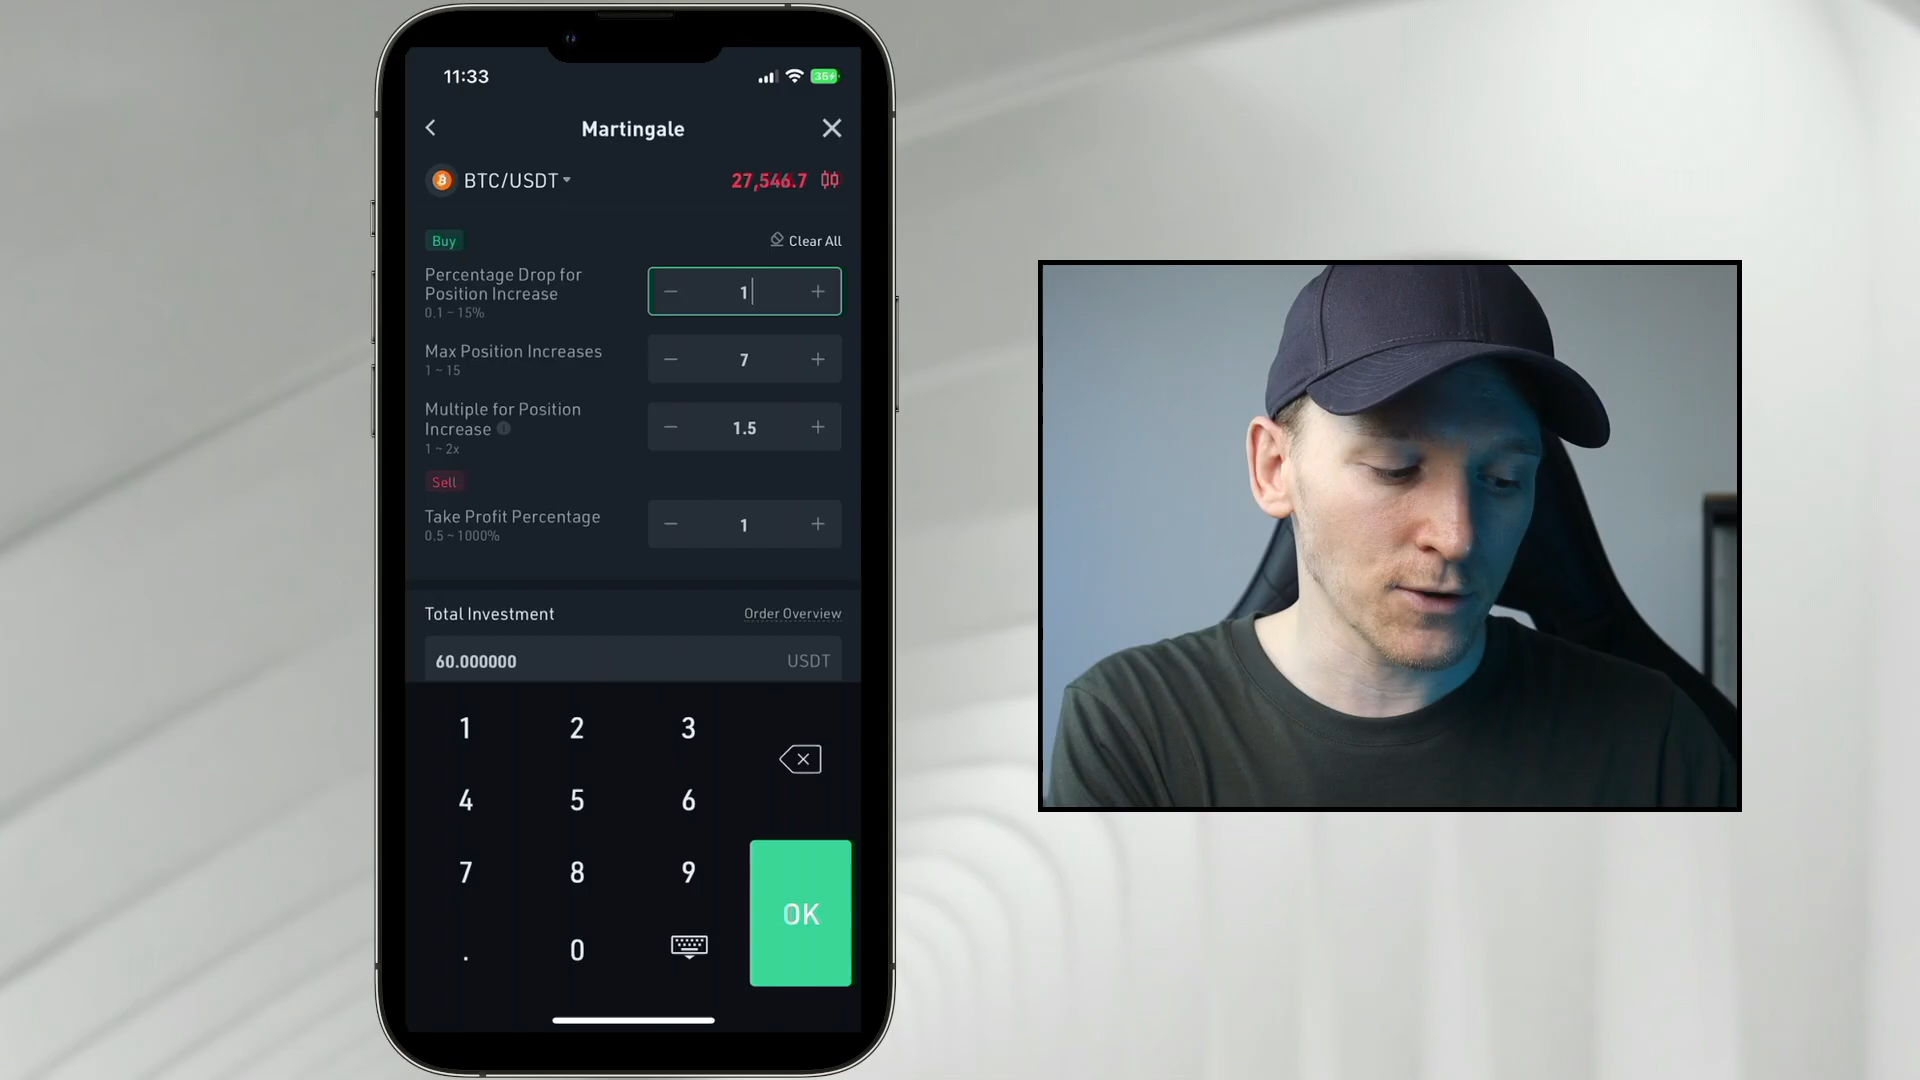 11:33
35
Martingale
BTC/USDT
27,546.7
Buy
Clear All
Percentage Drop for
Position Increase
0.1 ~ 15%
1
Max Position Increases
1 ~ 15
7
Multiple for Position
Increase
1 ~ 2x
1.5
Sell
Take Profit Percentage
0.5 ~ 1000%
1
Total Investment
Order Overview
60.000000
USDT
1
2
3
4
5
6
7
8
9
OK
.
0